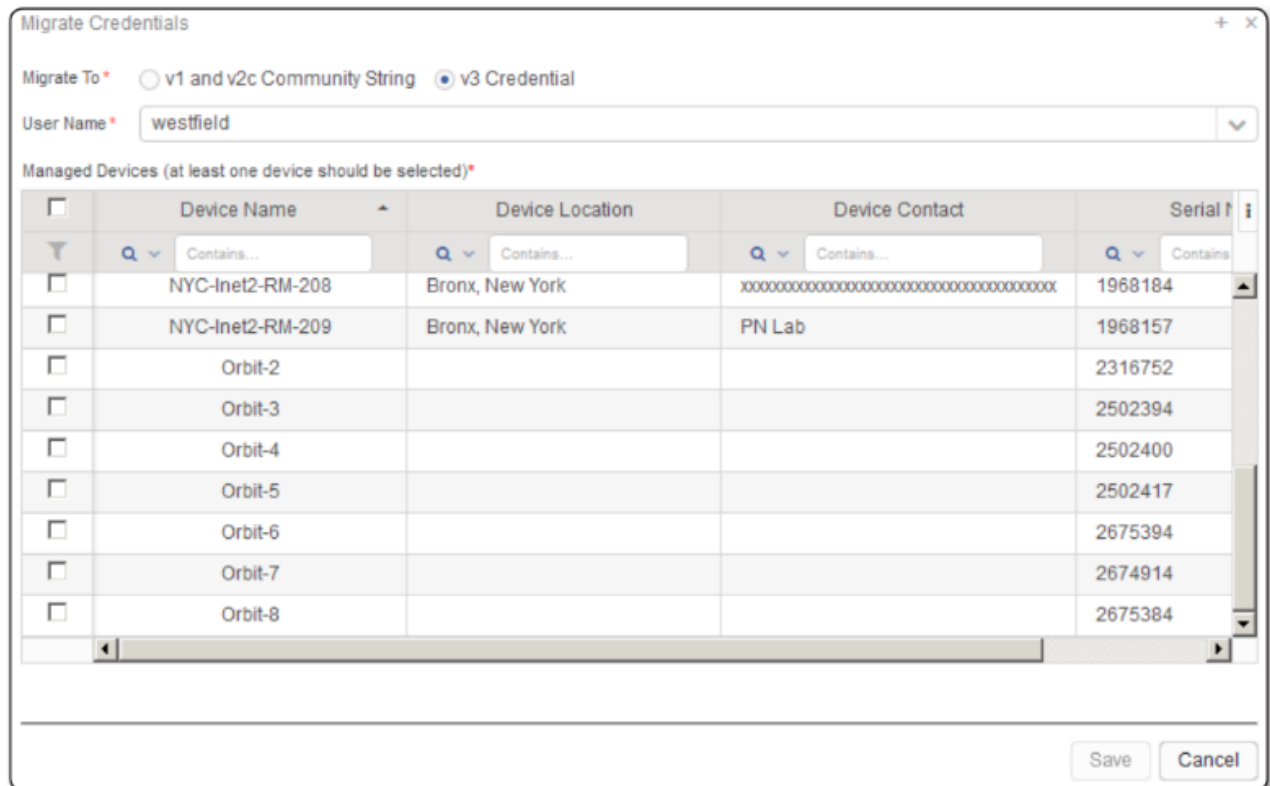 Migrate Credentials + ×
Migrate To* v1 and v2c Community String v3 Credential
User Name* westfield
Managed Devices (at least one device should be selected)*
Device Name Device Location Device Contact Serial N
Contains... Contains... Contains... Contains
NYC-Inet2-RM-208 Bronx, New York xxxxxxxxxxxxxxxxxxxxxxxxxxxxxxxxxxxxxxxx 1968184
NYC-Inet2-RM-209 Bronx, New York PN Lab 1968157
Orbit-2 2316752
Orbit-3 2502394
Orbit-4 2502400
Orbit-5 2502417
Orbit-6 2675394
Orbit-7 2674914
Orbit-8 2675384
Save Cancel